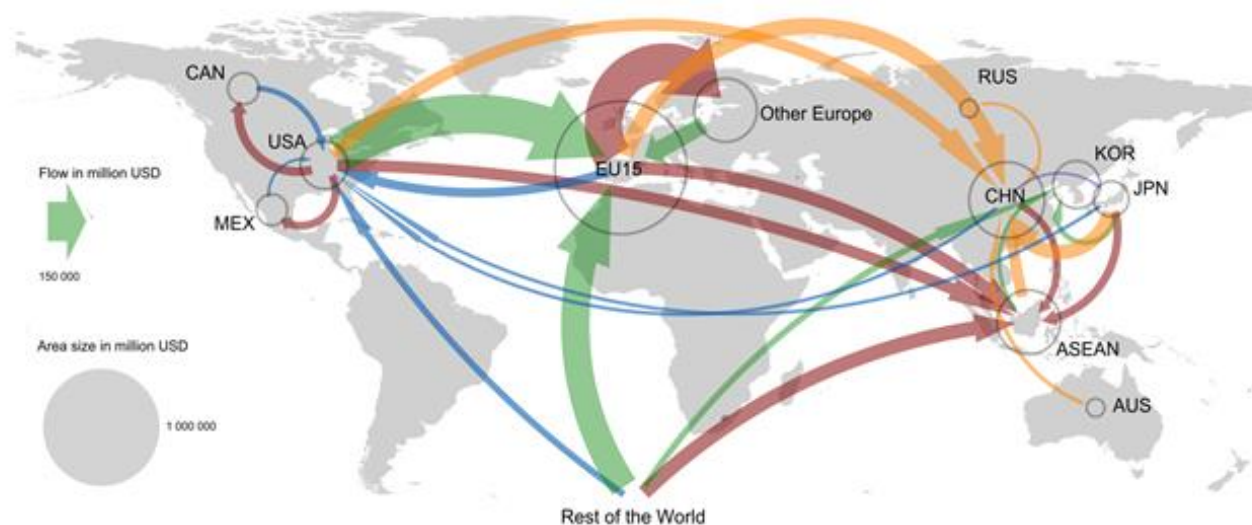 CAN
RUS
Other Europe
USA
KOR
Flow in million USD
EU15
CHN
JPN
MEX
150 000
Area size in million USD
ASEAN
AUS
1 000 000
Rest of the World